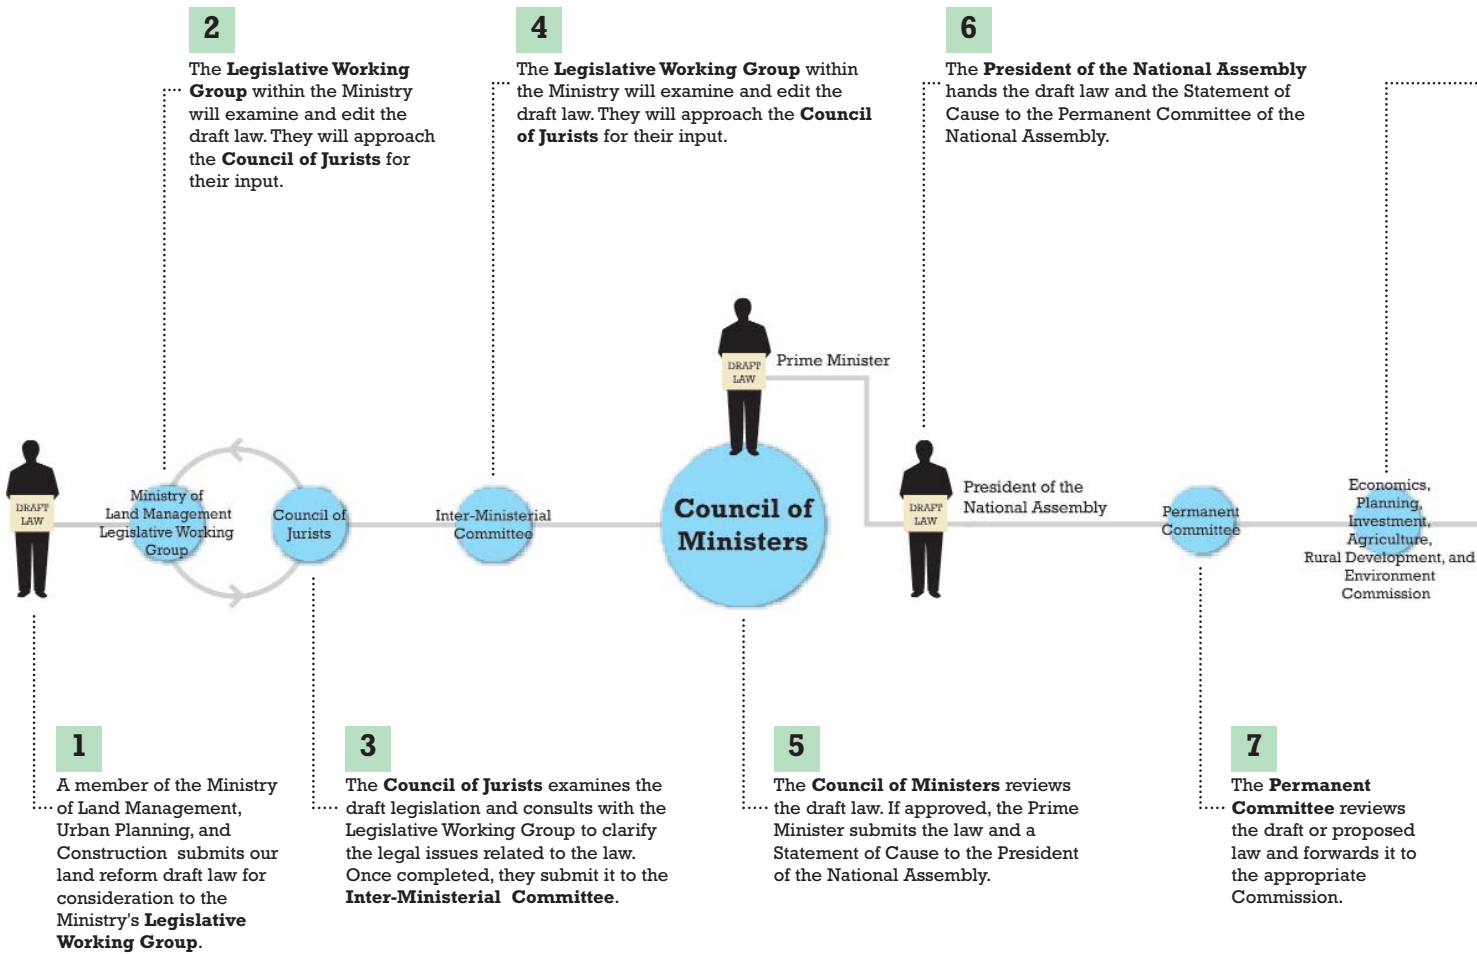 2
The Legislative Working
Group within the Ministry
will examine and edit the
draft law. They will approach
the Council of Jurists for
their input.
4
The Legislative Working Group within
the Ministry will examine and edit the
draft law. They will approach the Council
of Jurists for their input.
6
The President of the National Assembly
hands the draft law and the Statement of
Cause to the Permanent Committee of the
National Assembly.
DRAFT
LAW
Prime Minister
DRAFT
LAW
Ministry of
Land Management
Legislative Working
Group
Council of
Jurists
Inter-Ministerial
Committee
Council of
Ministers
DRAFT
LAW
President of the
National Assembly
Permanent
Committee
Economics,
Planning,
Investment,
Agriculture,
Rural Development, and
Environment
Commission
1
A member of the Ministry
of Land Management,
Urban Planning, and
Construction submits our
land reform draft law for
consideration to the
Ministry's Legislative
Working Group.
3
The Council of Jurists examines the
draft legislation and consults with the
Legislative Working Group to clarify
the legal issues related to the law.
Once completed, they submit it to the
Inter-Ministerial Committee.
5
The Council of Ministers reviews
the draft law. If approved, the Prime
Minister submits the law and a
Statement of Cause to the President
of the National Assembly.
7
The Permanent
Committee reviews
the draft or proposed
law and forwards it to
the appropriate
Commission.